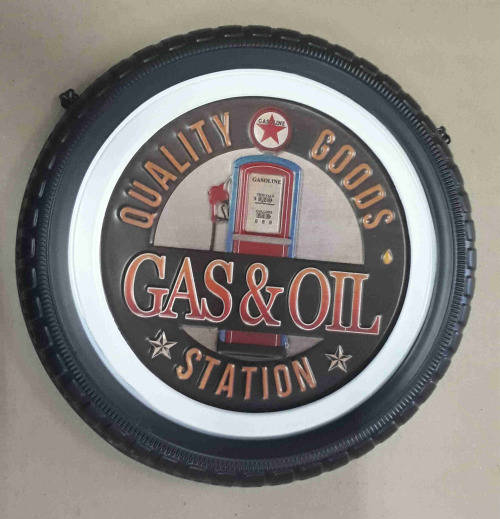 QUALITY GOODS
GASOLINE
GASOLINE
GAS & OIL
STATION